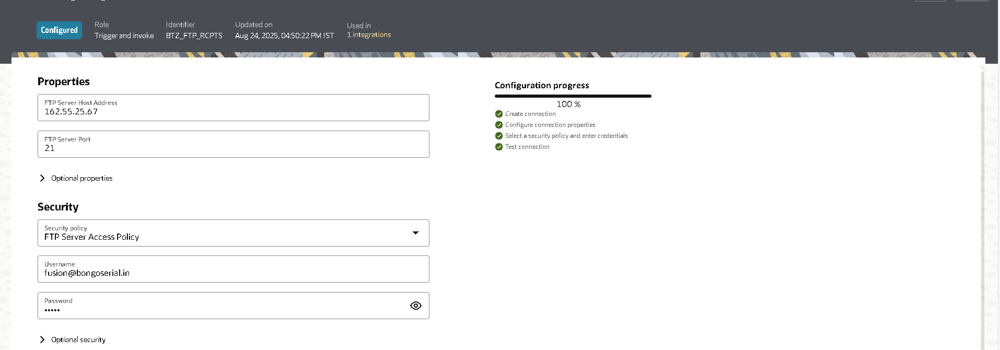 Configured
Role
Trigger and invoke
Identifier
BTZ_FTP_RCPTS
Updated on
Aug 24, 2025, 04:50:22 PM IST
Used in
1 integrations
Properties
FTP Server Host Address
162.55.25.67
FTP Server Port
21
Optional properties
Security
Security policy
FTP Server Access Policy
Username
fusion@bongoserial.in
Password
•••••
Optional security
Configuration progress
100 %
Create connection
Configure connection properties
Select a security policy and enter credentials
Test connection